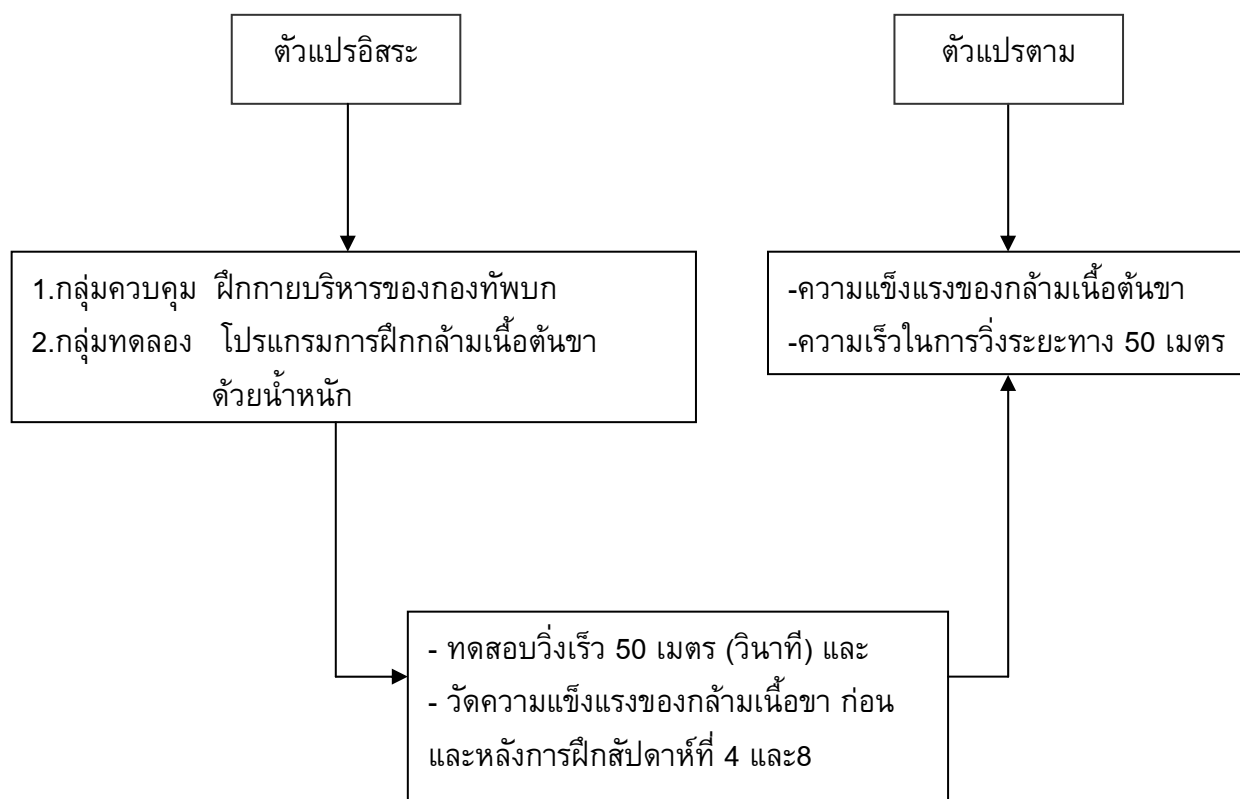 ตัวแปรอิสระ
ตัวแปรตาม
1.กลุ่มควบคุม ฝึกกายบริหารของกองทัพบก
2.กลุ่มทดลอง โปรแกรมการฝึกกล้ามเนื้อต้นขา
ด้วยน้ำหนัก
-ความแข็งแรงของกล้ามเนื้อต้นขา
-ความเร็วในการวิ่งระยะทาง 50 เมตร
- ทดสอบวิ่งเร็ว 50 เมตร (วินาที) และ
- วัดความแข็งแรงของกล้ามเนื้อขา ก่อน
และหลังการฝึกสัปดาห์ที่ 4 และ8